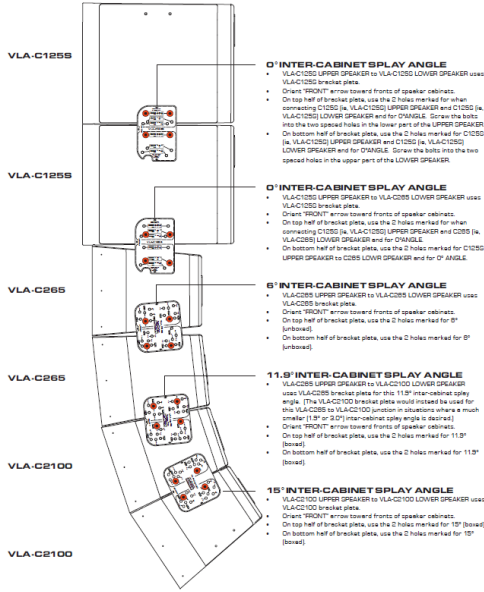 VLA-C125S
0° INTER-CABINET SPLAY ANGLE
• VLA-C125S UPPER SPEAKER to VLA-C125S LOWER SPEAKER uses
VLA-C125S bracket plate.
• Orient "FRONT" arrow toward fronts of speaker cabinets.
• On top half of bracket plate, use the 2 holes marked for when
connecting C125S (ie, VLA-C125S) UPPER SPEAKER and C125S (ie,
VLA-C125S) LOWER SPEAKER and for 0°ANGLE. Screw the bolts
into the two spaced holes in the lower part of the UPPER SPEAKER
• On bottom half of bracket plate, use the 2 holes marked for C125S
(ie, VLA-C125S) UPPER SPEAKER and C125S (ie, VLA-C125S)
LOWER SPEAKER and for 0°ANGLE. Screw the bolts into the two
spaced holes in the upper part of the LOWER SPEAKER.
VLA-C125S
0° INTER-CABINET SPLAY ANGLE
• VLA-C125S UPPER SPEAKER to VLA-C265 LOWER SPEAKER uses
VLA-C125S bracket plate.
• Orient "FRONT" arrow toward fronts of speaker cabinets.
• On top half of bracket plate, use the 2 holes marked for when
connecting C125S (ie, VLA-C125S) UPPER SPEAKER and C265 (ie,
VLA-C265) LOWER SPEAKER and for 0°ANGLE.
• On bottom half of bracket plate, use the 2 holes marked for C125S
UPPER SPEAKER to C265 LOWR SPEAKER and for 0° ANGLE.
VLA-C265
6° INTER-CABINET SPLAY ANGLE
• VLA-C265 UPPER SPEAKER to VLA-C265 LOWER SPEAKER uses
VLA-C265 bracket plate.
• Orient "FRONT" arrow toward fronts of speaker cabinets.
• On top half of bracket plate, use the 2 holes marked for 6°
(unboxed).
• On bottom half of bracket plate, use the 2 holes marked for 6°
(unboxed).
VLA-C265
11.9° INTER-CABINET SPLAY ANGLE
• VLA-C265 UPPER SPEAKER to VLA-C2100 LOWER SPEAKER
uses VLA-C265 bracket plate for this 11.9° inter-cabinet splay
angle. (The VLA-C2100 bracket plate would instead be used for
this VLA-C265 to VLA-C2100 junction in situations where a much
smaller (1.9° or 3.0°) inter-cabinet splay angle is desired.)
• Orient "FRONT" arrow toward fronts of speaker cabinets.
• On top half of bracket plate, use the 2 holes marked for 11.9°
(boxed).
• On bottom half of bracket plate, use the 2 holes marked for 11.9°
(boxed).
VLA-C2100
15° INTER-CABINET SPLAY ANGLE
• VLA-C2100 UPPER SPEAKER to VLA-C2100 LOWER SPEAKER uses
VLA-C2100 bracket plate.
• Orient "FRONT" arrow toward fronts of speaker cabinets.
• On top half of bracket plate, use the 2 holes marked for 15° (boxed)
• On bottom half of bracket plate, use the 2 holes marked for 15°
(boxed).
VLA-C2100